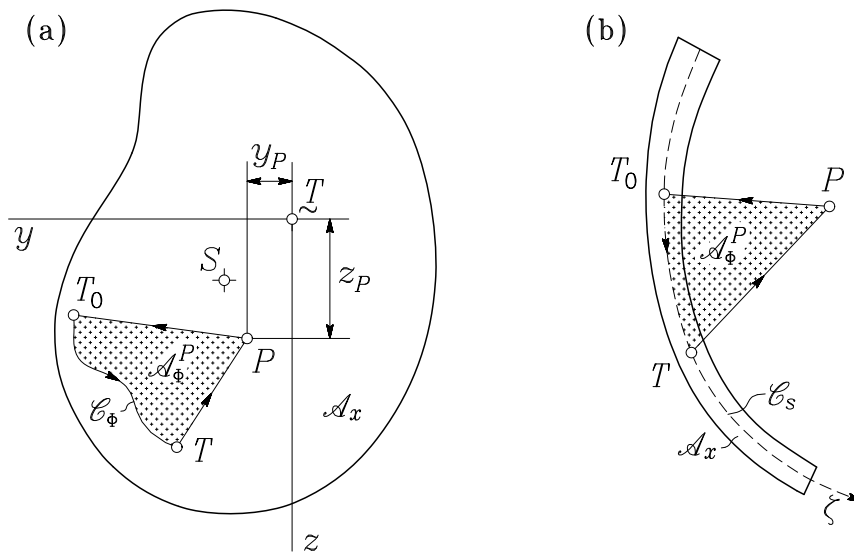 (a)
y_P
T
~
y
S
z_P
T_0
𝒜_Φ^P
P
𝒞_Φ
T
𝒜_x
z
(b)
T_0
P
𝒜_Φ^P
T
𝒞_s
𝒜_x
ζ